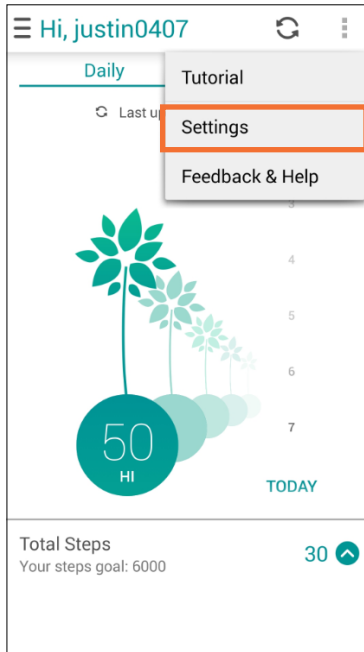 Hi, justin0407
Daily
Tutorial
Last
Settings
Feedback & Help
3
4
5
6
7
50
HI
TODAY
Total Steps
Your steps goal: 6000
30